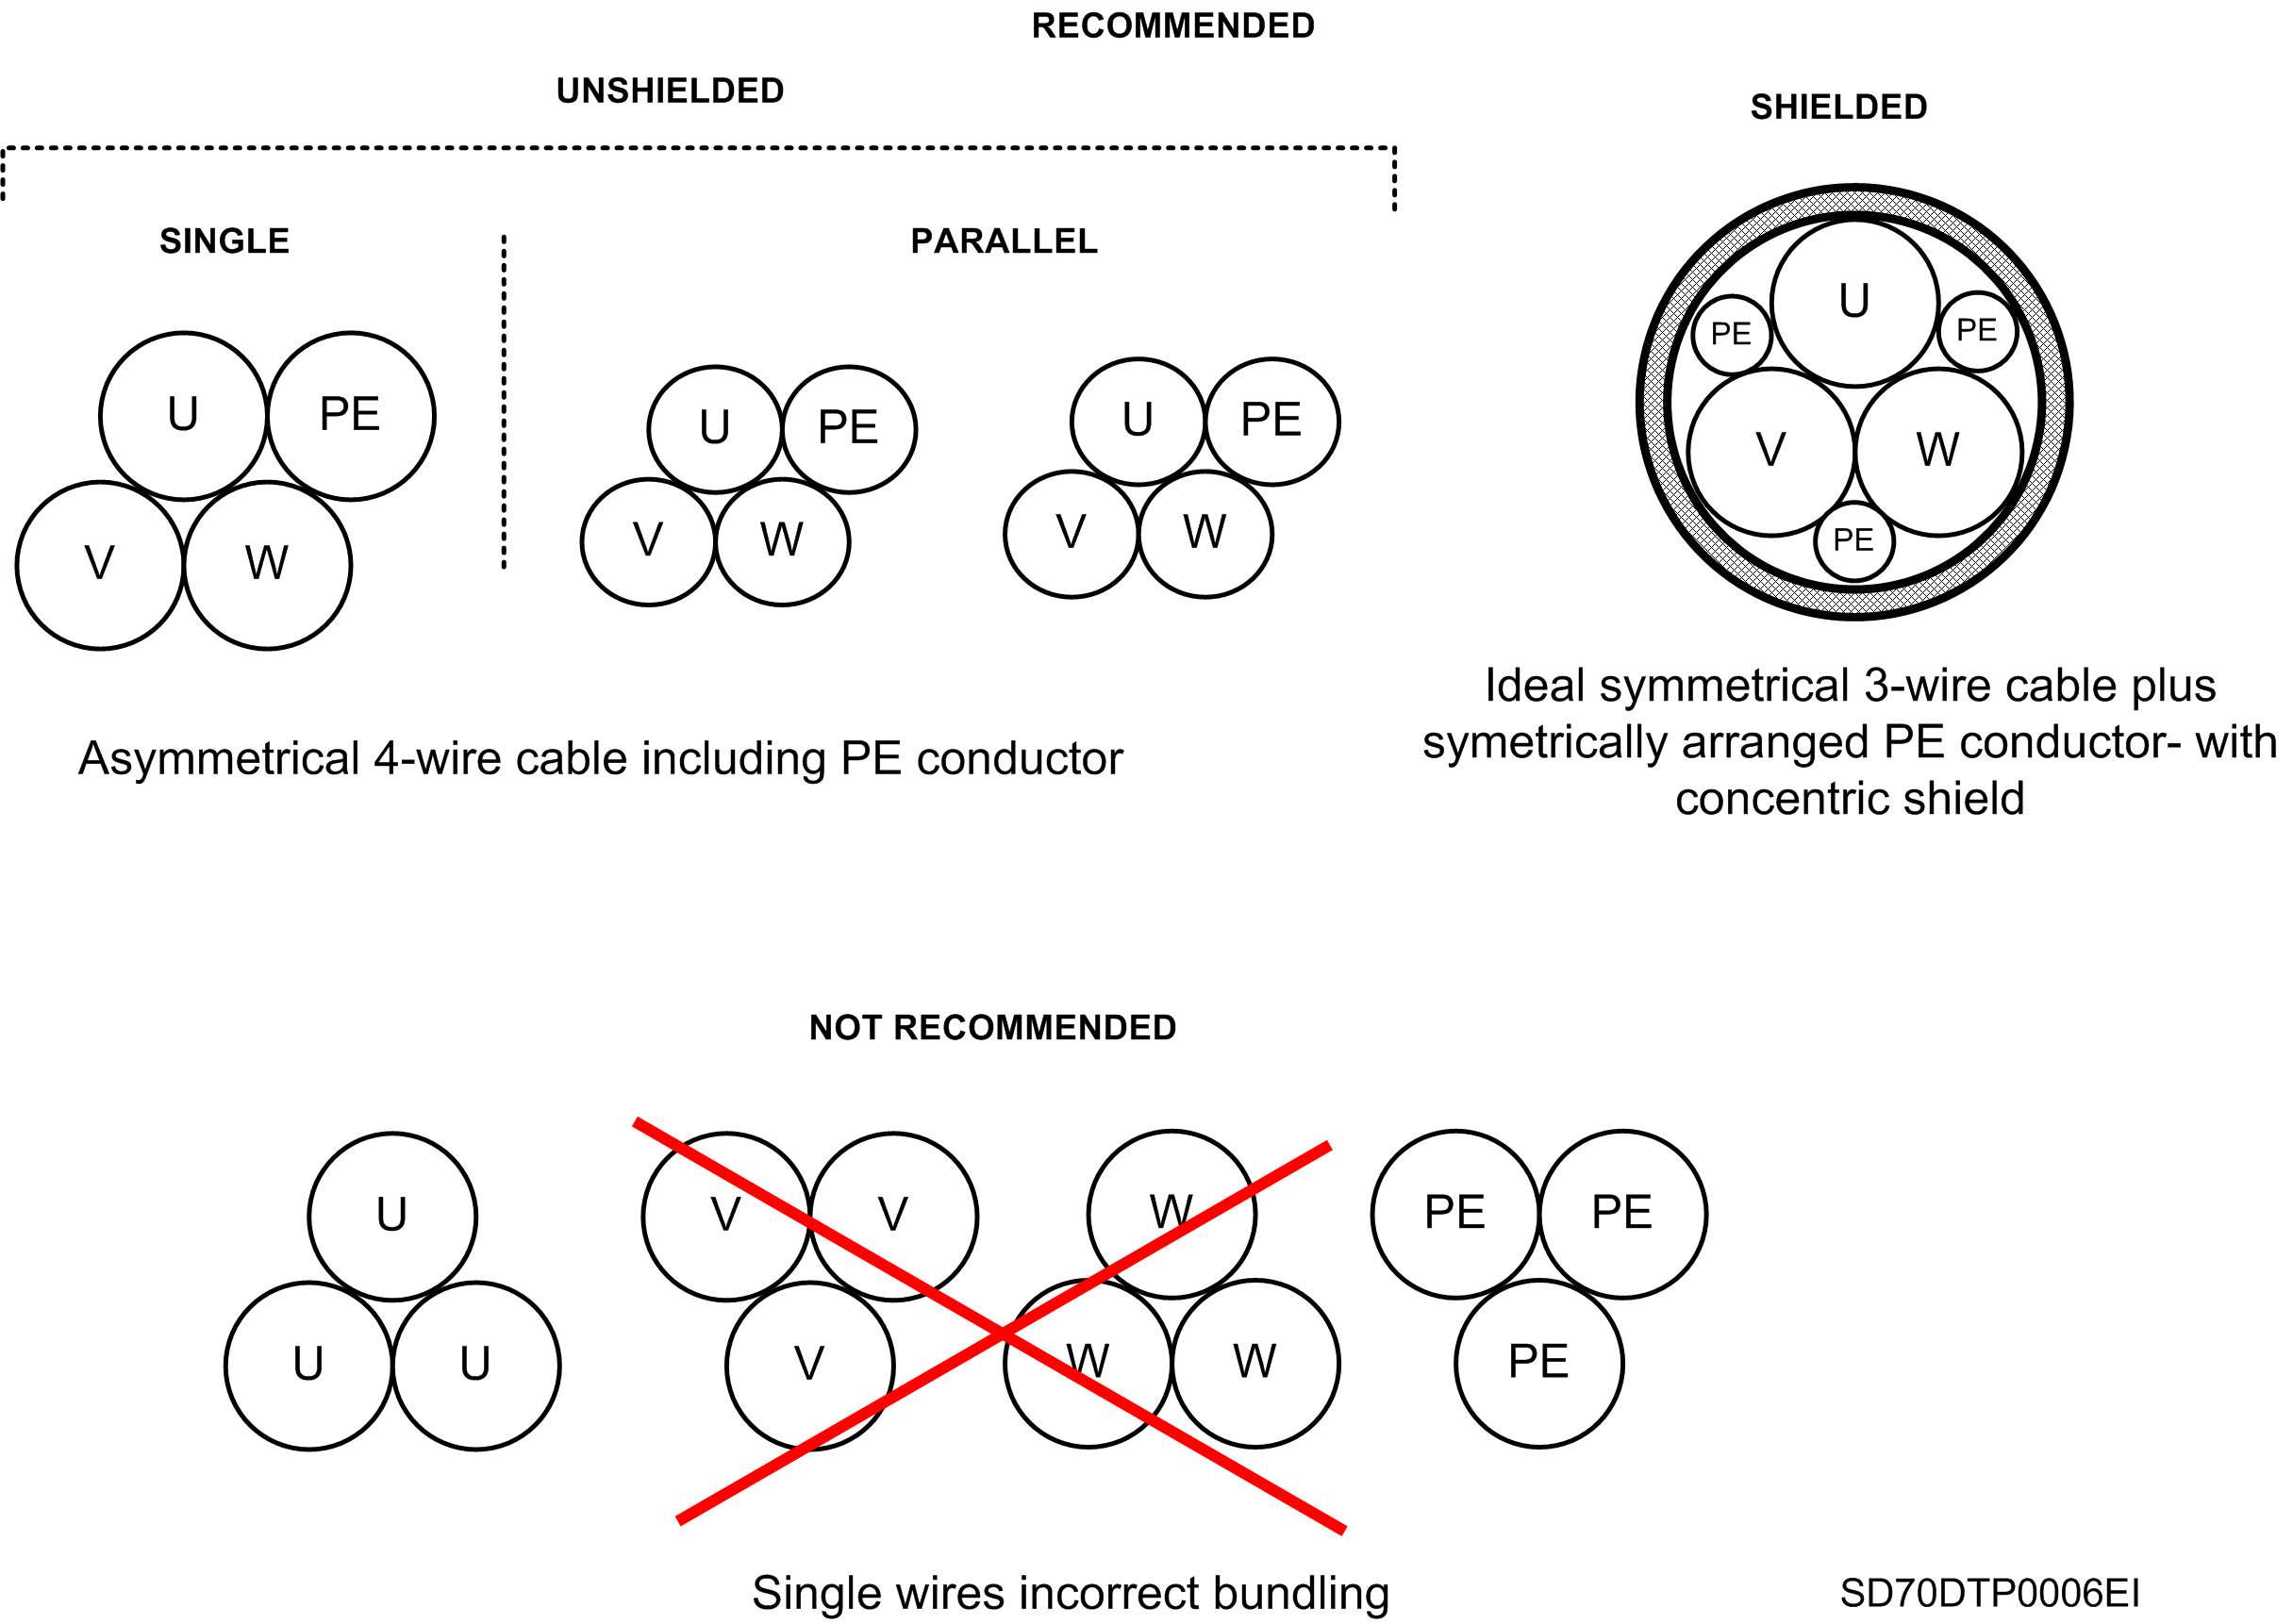 RECOMMENDED
UNSHIELDED
SHIELDED
SINGLE
PARALLEL
U PE
V W
U PE
V W
U PE
V W
U
PE PE
V W
PE
Asymmetrical 4-wire cable including PE conductor
Ideal symmetrical 3-wire cable plus
symetrically arranged PE conductor- with
concentric shield
NOT RECOMMENDED
U
U U
V V
V
W
W W
PE PE
PE
Single wires incorrect bundling
SD70DTP0006EI